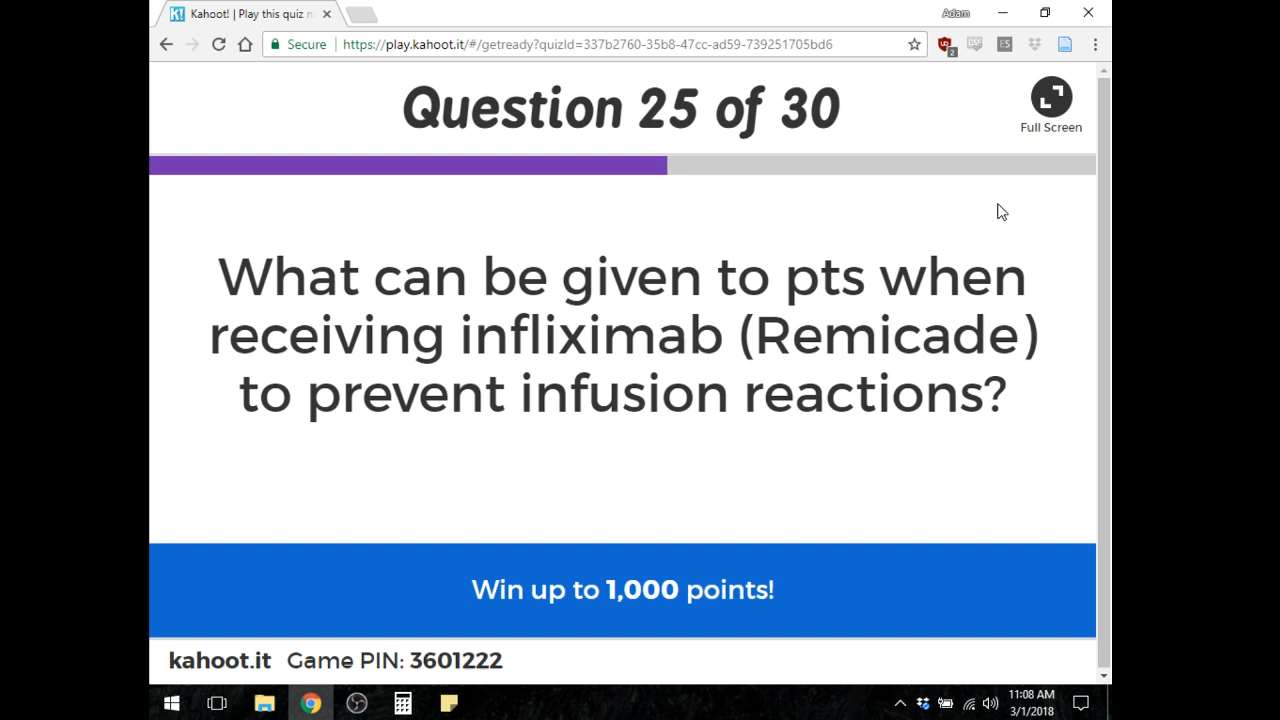 Kahoot! | Play this quiz n
Adam
Secure https://play.kahoot.it/#/getready?quizId=337b2760-35b8-47cc-ad59-739251705bd6
2
ES
Question 25 of 30
Full Screen
What can be given to pts when
receiving infliximab (Remicade)
to prevent infusion reactions?
Win up to 1,000 points!
kahoot.it Game PIN: 3601222
11:08 AM
3/1/2018